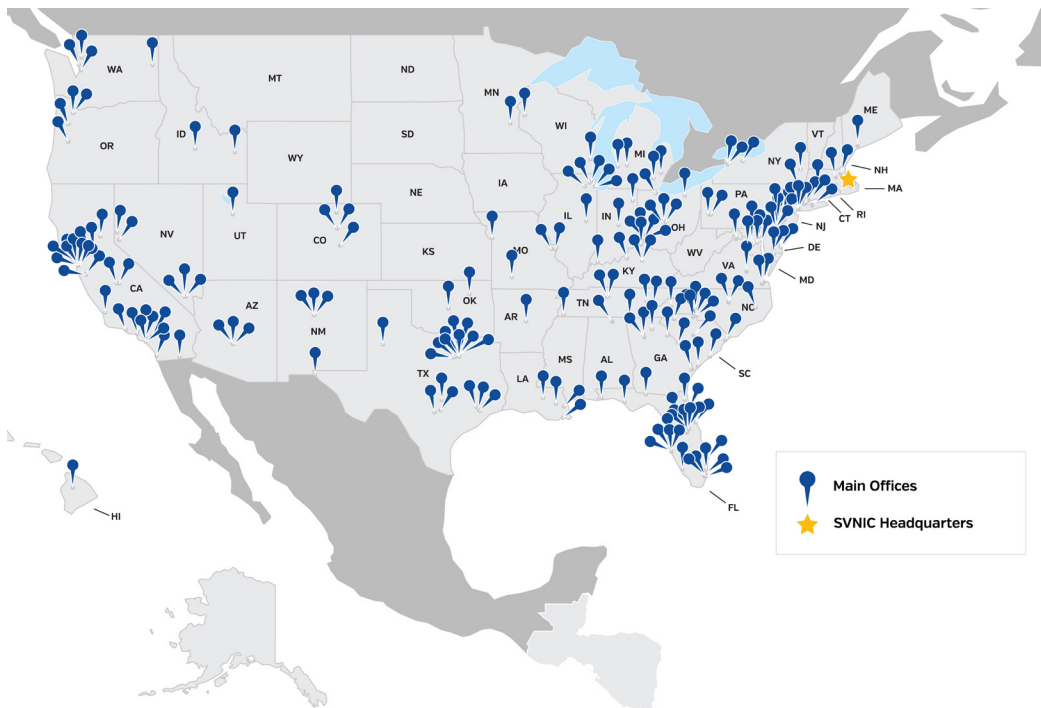 WA
MT
ND
MN
ME
VT
OR
ID
SD
WI
MI
NY
WY
NH
MA
IA
NE
PA
RI
CT
NV
UT
CO
IL
IN
OH
NJ
KS
MO
WV
DE
VA
KY
MD
CA
AZ
NM
OK
AR
TN
NC
TX
LA
MS
AL
GA
SC
FL
HI
Main Offices
SVNIC Headquarters